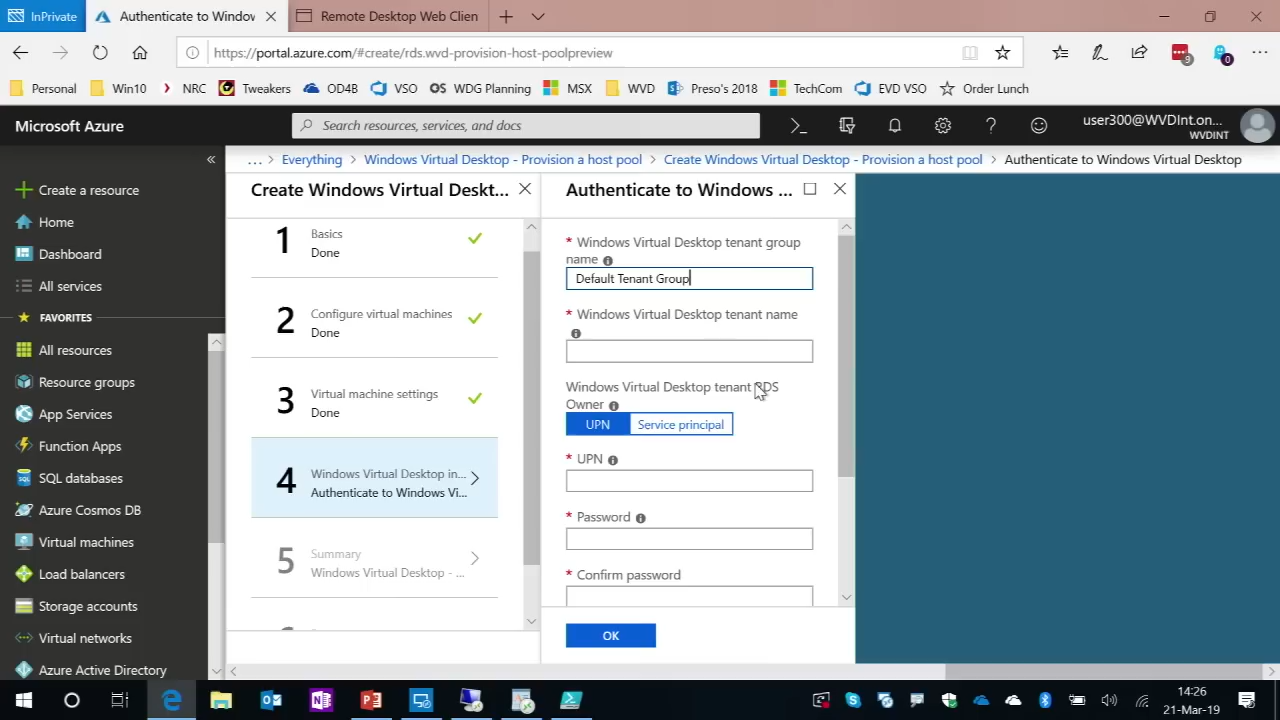 InPrivate
Authenticate to Window
Remote Desktop Web Clien
https://portal.azure.com/#create/rds.wvd-provision-host-poolpreview
9
0
Personal
Win10
NRC
Tweakers
OD4B
VSO
WDG Planning
MSX
WVD
Preso's 2018
TechCom
EVD VSO
Order Lunch
Microsoft Azure
Search resources, services, and docs
user300@WVDInt.on...
WVDINT
... > Everything > Windows Virtual Desktop - Provision a host pool > Create Windows Virtual Desktop - Provision a host pool > Authenticate to Windows Virtual Desktop
Create a resource
Home
Dashboard
All services
FAVORITES
All resources
Resource groups
App Services
Function Apps
SQL databases
Azure Cosmos DB
Virtual machines
Load balancers
Storage accounts
Virtual networks
Azure Active Directory
Create Windows Virtual Deskt...
1
Basics
Done
2
Configure virtual machines
Done
3
Virtual machine settings
Done
4
Windows Virtual Desktop in...
Authenticate to Windows Vi...
5
Summary
Windows Virtual Desktop - ...
Authenticate to Windows ...
* Windows Virtual Desktop tenant group
name
Default Tenant Group
* Windows Virtual Desktop tenant name
Windows Virtual Desktop tenant RDS
Owner
UPN
Service principal
* UPN
* Password
* Confirm password
OK
14:26
21-Mar-19